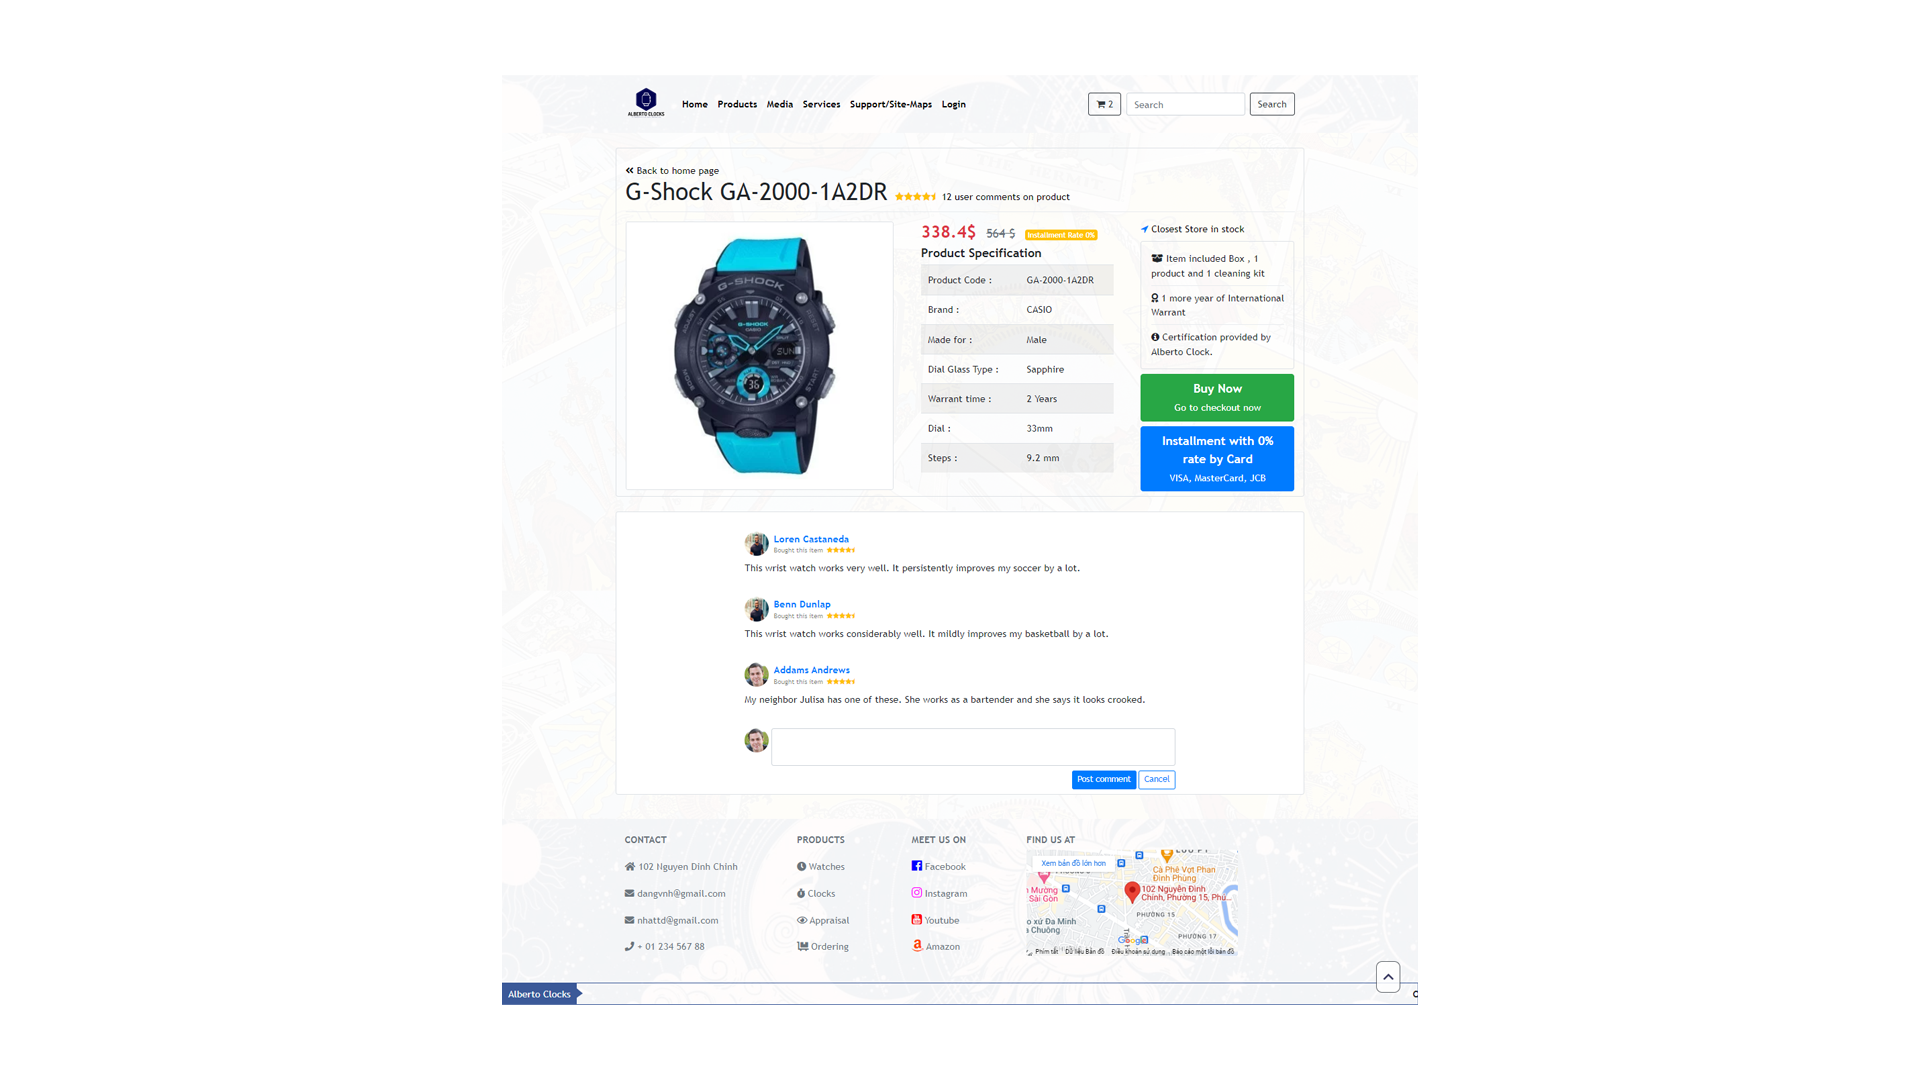 ALBERTO CLOCKS
Home Products Media Services Support/Site-Maps Login
2
Search
Search
Back to home page
G-Shock GA-2000-1A2DR
12 user comments on product
G-SHOCK
G-SHOCK
CASIO
SUN
36
START
MODE
338.4$ 564 $ Installment Rate 0%
Product Specification
Product Code : GA-2000-1A2DR
Brand : CASIO
Made for : Male
Dial Glass Type : Sapphire
Warrant time : 2 Years
Dial : 33mm
Steps : 9.2 mm
Closest Store in stock
Item included Box , 1
product and 1 cleaning kit
1 more year of International
Warrant
Certification provided by
Alberto Clock.
Buy Now
Go to checkout now
Installment with 0%
rate by Card
VISA, MasterCard, JCB
Loren Castaneda
Bought this item
This wrist watch works very well. It persistently improves my soccer by a lot.
Benn Dunlap
Bought this item
This wrist watch works considerably well. It mildly improves my basketball by a lot.
Addams Andrews
Bought this item
My neighbor Julisa has one of these. She works as a bartender and she says it looks crooked.
Post comment Cancel
CONTACT
102 Nguyen Dinh Chinh
dangvnh@gmail.com
nhattd@gmail.com
+ 01 234 567 88
PRODUCTS
Watches
Clocks
Appraisal
Ordering
MEET US ON
Facebook
Instagram
Youtube
Amazon
FIND US AT
Xem bản đồ lớn hơn
Cà Phê Vợt Phan
Đình Phùng
n Mường
Sài Gòn
102 Nguyễn Đình
Chính, Phường 15, Phú...
PHƯỜNG 15
o xứ Đa Minh
a Chuông
PHƯỜNG 17
Google
Phím tắt Dữ liệu Bản đồ Điều khoản sử dụng Báo cáo một lỗi bản đồ
Alberto Clocks